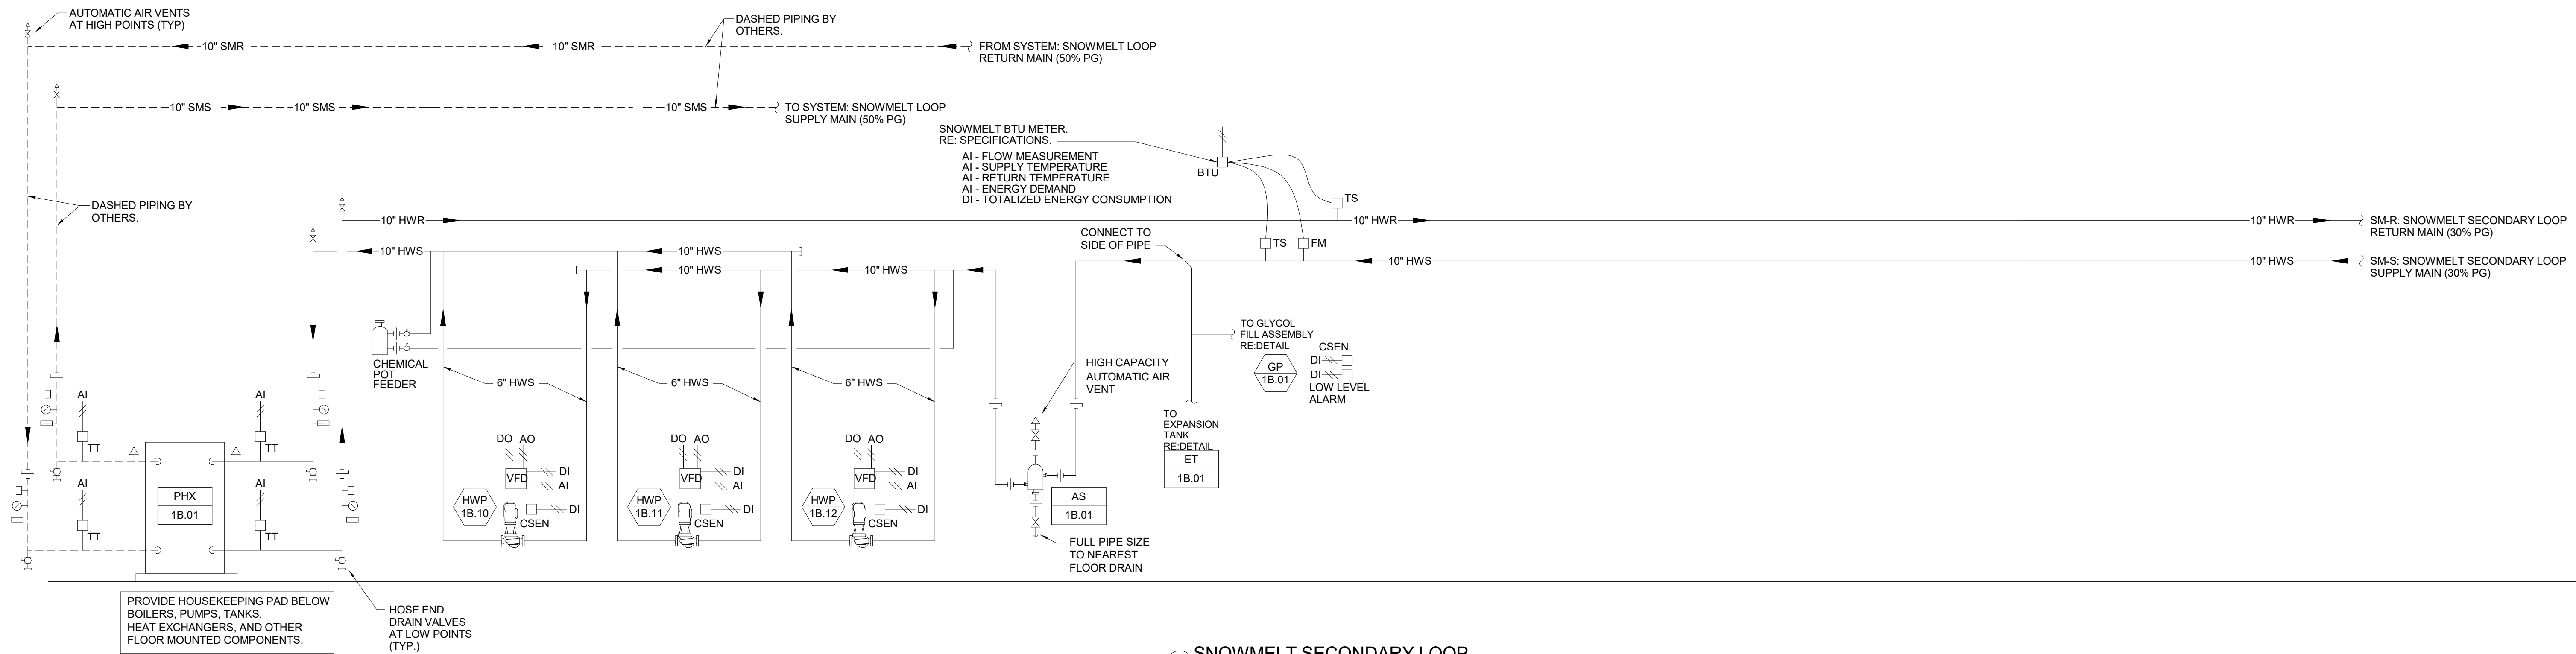 AUTOMATIC AIR VENTS
AT HIGH POINTS (TYP)
DASHED PIPING BY
OTHERS.
10" SMR
10" SMR
FROM SYSTEM: SNOWMELT LOOP
RETURN MAIN (50% PG)
10" SMS
10" SMS
10" SMS
TO SYSTEM: SNOWMELT LOOP
SUPPLY MAIN (50% PG)
SNOWMELT BTU METER.
RE: SPECIFICATIONS.
AI - FLOW MEASUREMENT
AI - SUPPLY TEMPERATURE
AI - RETURN TEMPERATURE
AI - ENERGY DEMAND
DI - TOTALIZED ENERGY CONSUMPTION
BTU
TS
DASHED PIPING BY
OTHERS.
10" HWR
10" HWR
10" HWR
SM-R: SNOWMELT SECONDARY LOOP
RETURN MAIN (30% PG)
CONNECT TO
SIDE OF PIPE
TS
FM
10" HWS
10" HWS
10" HWS
10" HWS
10" HWS
10" HWS
SM-S: SNOWMELT SECONDARY LOOP
SUPPLY MAIN (30% PG)
TO GLYCOL
FILL ASSEMBLY
RE:DETAIL
GP
1B.01
CSEN
DI
DI
LOW LEVEL
ALARM
CHEMICAL
POT
FEEDER
6" HWS
6" HWS
6" HWS
HIGH CAPACITY
AUTOMATIC AIR
VENT
TO
EXPANSION
TANK
RE:DETAIL
ET
1B.01
AI
TT
AI
TT
AI
TT
AI
TT
PHX
1B.01
DO AO
VFD
DI
AI
HWP
1B.10
CSEN
DI
DO AO
VFD
DI
AI
HWP
1B.11
CSEN
DI
DO AO
VFD
DI
AI
HWP
1B.12
CSEN
DI
AS
1B.01
FULL PIPE SIZE
TO NEAREST
FLOOR DRAIN
PROVIDE HOUSEKEEPING PAD BELOW
BOILERS, PUMPS, TANKS,
HEAT EXCHANGERS, AND OTHER
FLOOR MOUNTED COMPONENTS.
HOSE END
DRAIN VALVES
AT LOW POINTS
(TYP.)
SNOWMELT SECONDARY LOOP